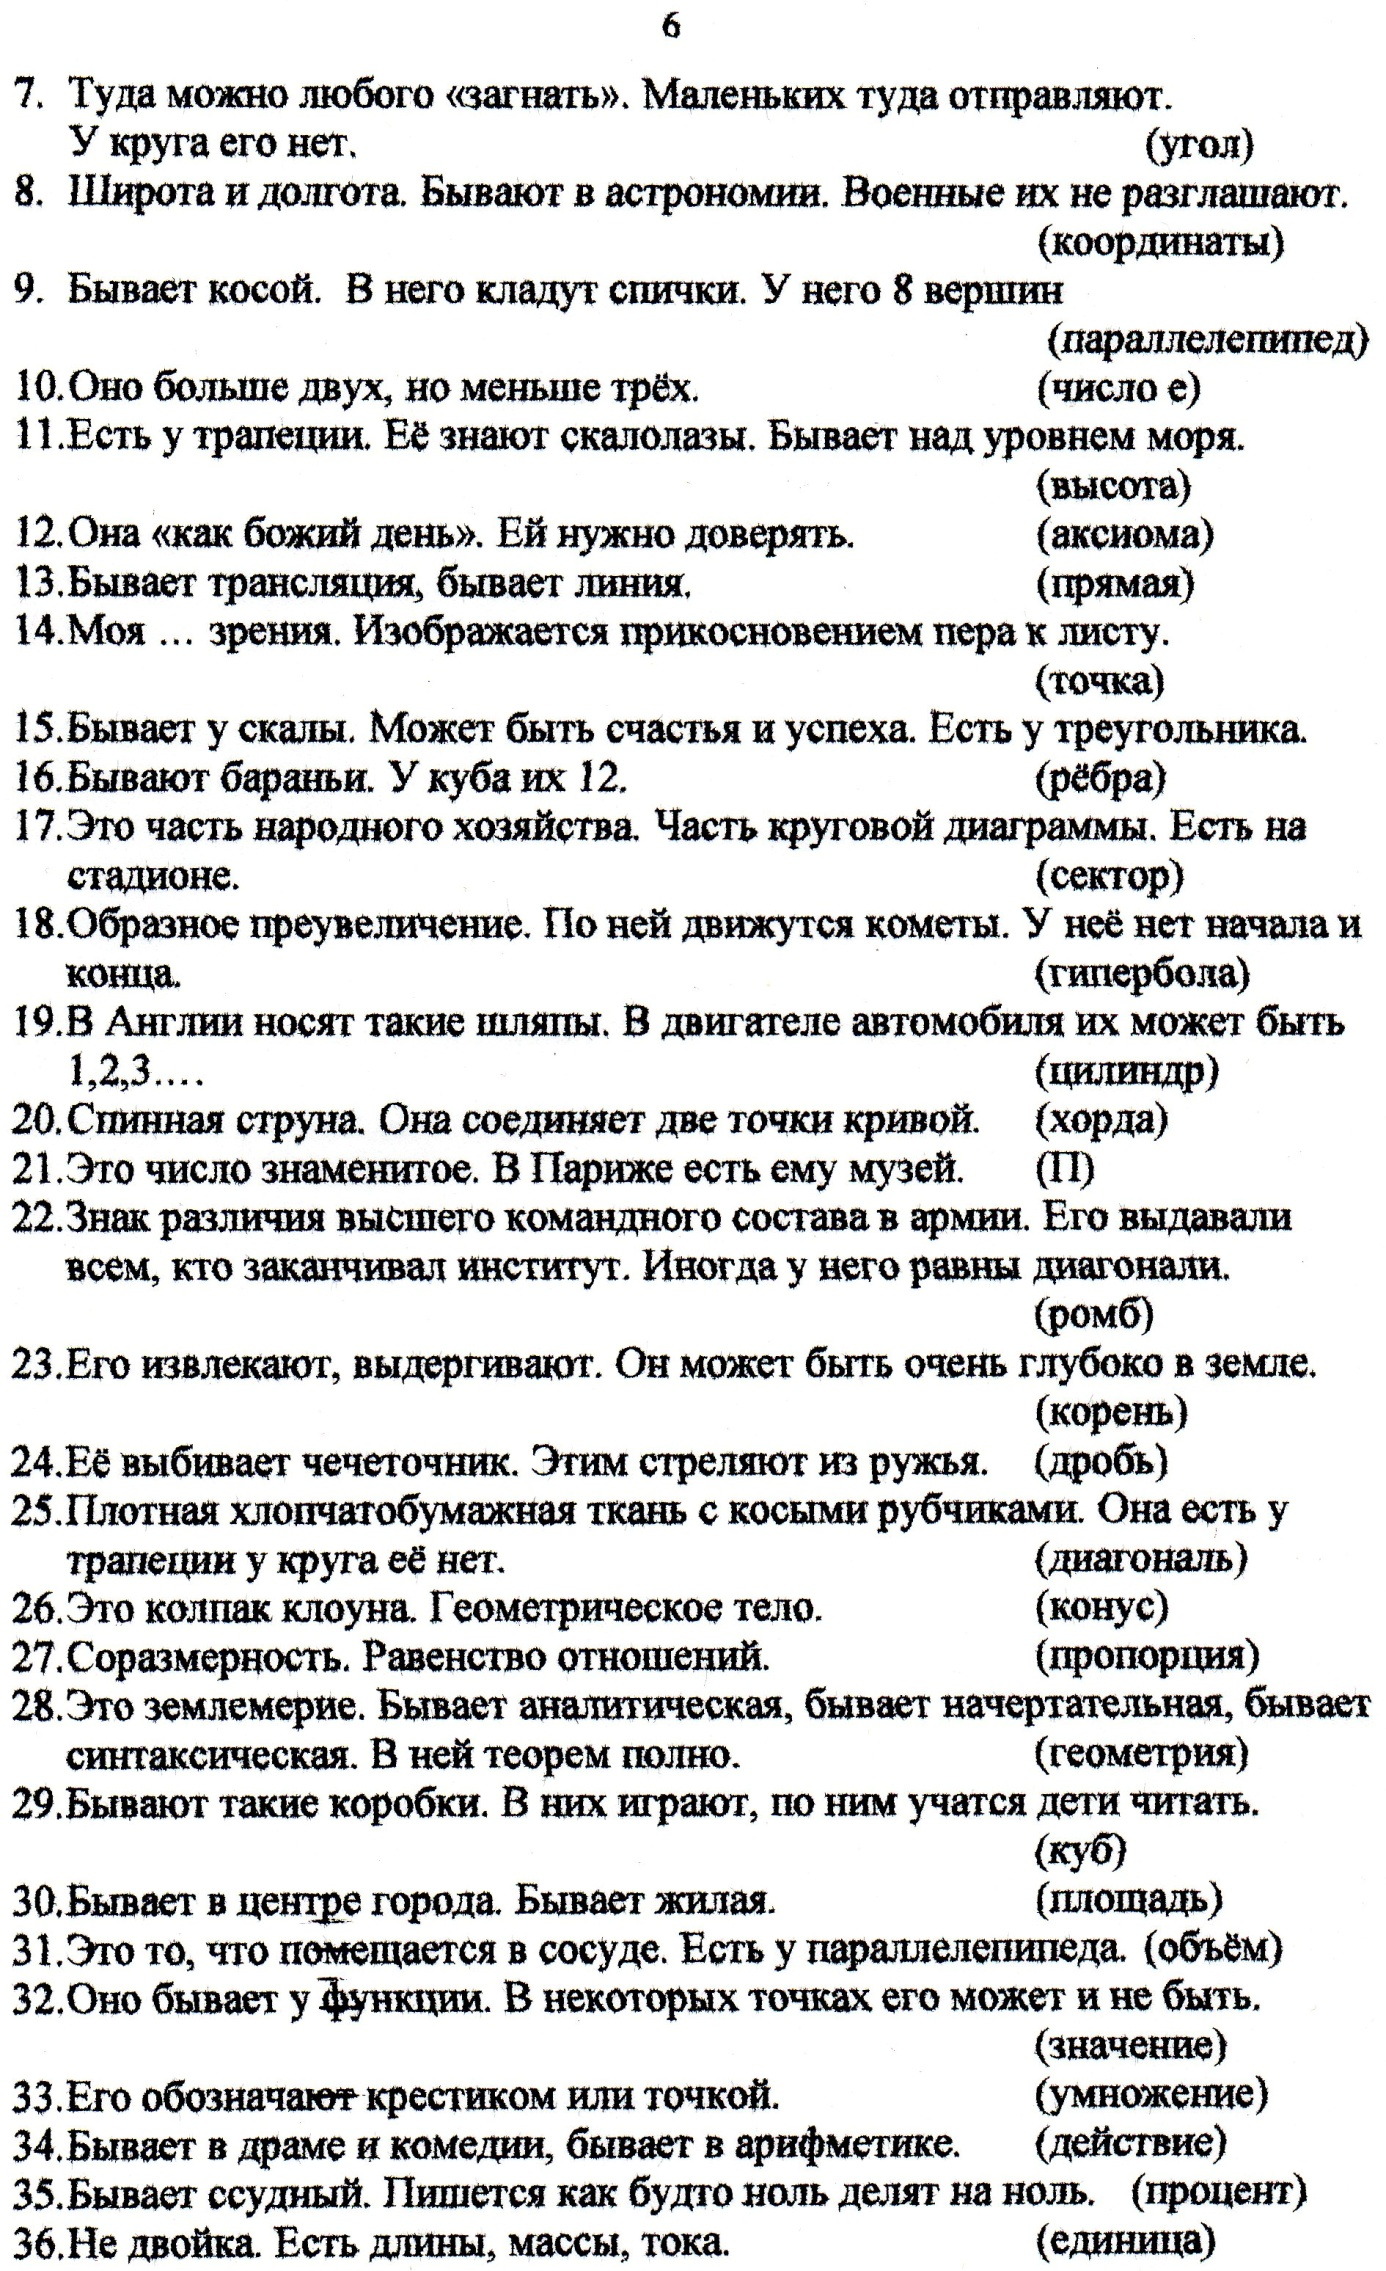 6
7. Туда можно любого «загнать». Маленьких туда отправляют.
У круга его нет. (угол)
8. Широта и долгота. Бывают в астрономии. Военные их не разглашают.
(координаты)
9. Бывает косой. В него кладут спички. У него 8 вершин
(параллелепипед)
10.Оно больше двух, но меньше трёх. (число е)
11.Есть у трапеции. Её знают скалолазы. Бывает над уровнем моря.
(высота)
12.Она «как божий день». Ей нужно доверять. (аксиома)
13.Бывает трансляция, бывает линия. (прямая)
14.Моя ... зрения. Изображается прикосновением пера к листу.
(точка)
15.Бывает у скалы. Может быть счастья и успеха. Есть у треугольника.
16.Бывают бараньи. У куба их 12. (рёбра)
17.Это часть народного хозяйства. Часть круговой диаграммы. Есть на
стадионе. (сектор)
18.Образное преувеличение. По ней движутся кометы. У неё нет начала и
конца. (гипербола)
19.В Англии носят такие шляпы. В двигателе автомобиля их может быть
1,2,3.... (цилиндр)
20.Спинная струна. Она соединяет две точки кривой. (хорда)
21.Это число знаменитое. В Париже есть ему музей. (П)
22.Знак различия высшего командного состава в армии. Его выдавали
всем, кто заканчивал институт. Иногда у него равны диагонали.
(ромб)
23.Его извлекают, выдергивают. Он может быть очень глубоко в земле.
(корень)
24.Её выбивает чечеточник. Этим стреляют из ружья. (дробь)
25.Плотная хлопчатобумажная ткань с косыми рубчиками. Она есть у
трапеции у круга её нет. (диагональ)
26.Это колпак клоуна. Геометрическое тело. (конус)
27.Соразмерность. Равенство отношений. (пропорция)
28.Это землемерие. Бывает аналитическая, бывает начертательная, бывает
синтаксическая. В ней теорем полно. (геометрия)
29.Бывают такие коробки. В них играют, по ним учатся дети читать.
(куб)
30.Бывает в центре города. Бывает жилая. (площадь)
31.Это то, что помещается в сосуде. Есть у параллелепипеда. (объём)
32.Оно бывает у функции. В некоторых точках его может и не быть.
(значение)
33.Его обозначают крестиком или точкой. (умножение)
34.Бывает в драме и комедии, бывает в арифметике. (действие)
35.Бывает ссудный. Пишется как будто ноль делят на ноль. (процент)
36.Не двойка. Есть длины, массы, тока. (единица)